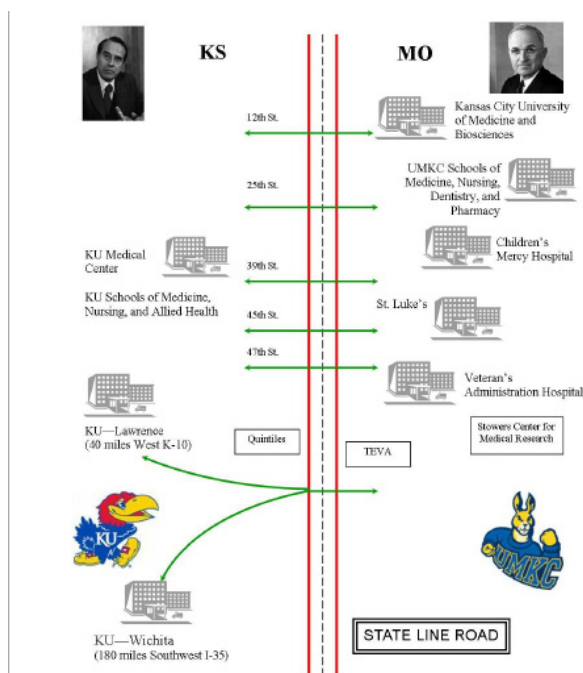 KS
MO
12th St.
Kansas City University
of Medicine and
Biosciences
25th St.
UMKC Schools of
Medicine, Nursing,
Dentistry, and
Pharmacy
KU Medical
Center
39th St.
Children's
Mercy Hospital
KU Schools of Medicine,
Nursing, and Allied Health
45th St.
St. Luke's
47th St.
Veteran's
Administration Hospital
KU—Lawrence
(40 miles West K-10)
Quintiles
TEVA
Stowers Center for
Medical Research
KU
UMKC
KU—Wichita
(180 miles Southwest I-35)
STATE LINE ROAD